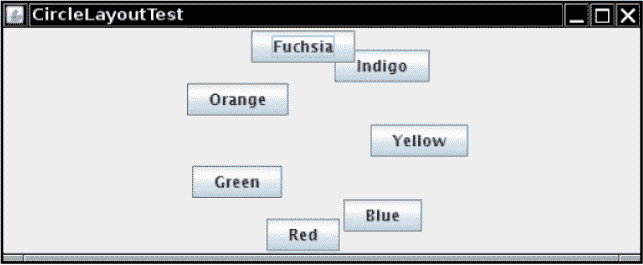 CircleLayoutTest
Fuchsia
Indigo
Orange
Yellow
Green
Blue
Red